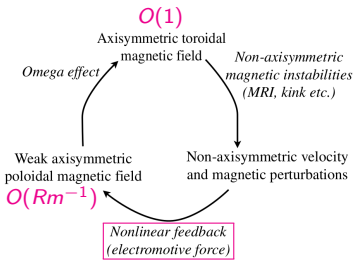 O(1)
Axisymmetric toroidal
magnetic field
Omega effect
Non-axisymmetric
magnetic instabilities
(MRI, kink etc.)
Weak axisymmetric
poloidal magnetic field
O(Rm⁻¹)
Non-axisymmetric velocity
and magnetic perturbations
Nonlinear feedback
(electromotive force)